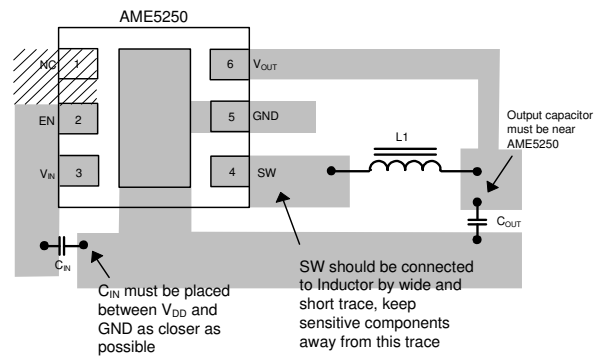 AME5250
NC
1
6
VOUT
EN
2
5
GND
VIN
3
4
SW
L1
Output capacitor
must be near
AME5250
COUT
CIN
CIN must be placed
between VDD and
GND as closer as
possible
SW should be connected
to Inductor by wide and
short trace, keep
sensitive components
away from this trace